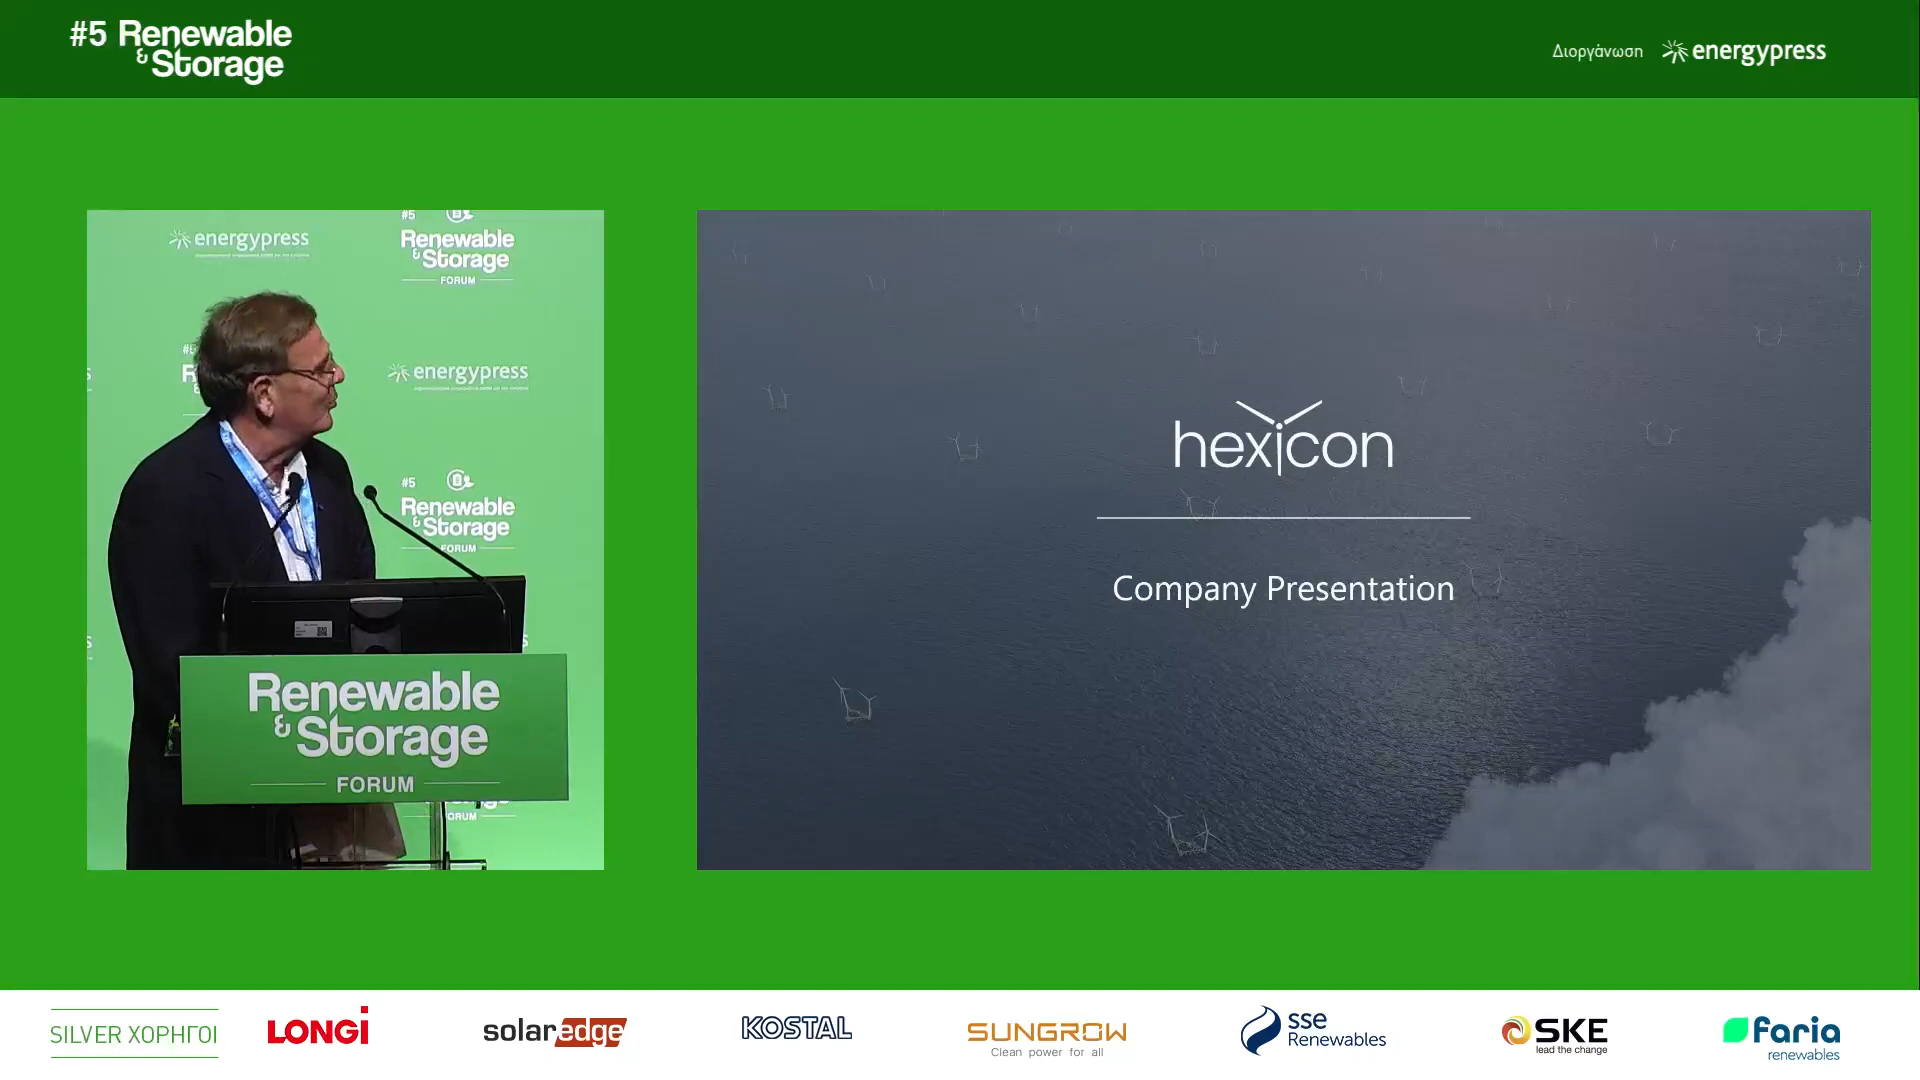 #5 Renewable
& Storage
Διοργάνωση energypress
energypress
#5
Renewable
& Storage
FORUM
energypress
#5
Renewable
& Storage
FORUM
Renewable
& Storage
FORUM
hexicon
Company Presentation
SILVER ΧΟΡΗΓΟΙ
LONGi
solaredge
KOSTAL
SUNGROW
Clean power for all
sse
Renewables
SKE
lead the change
faria
renewables